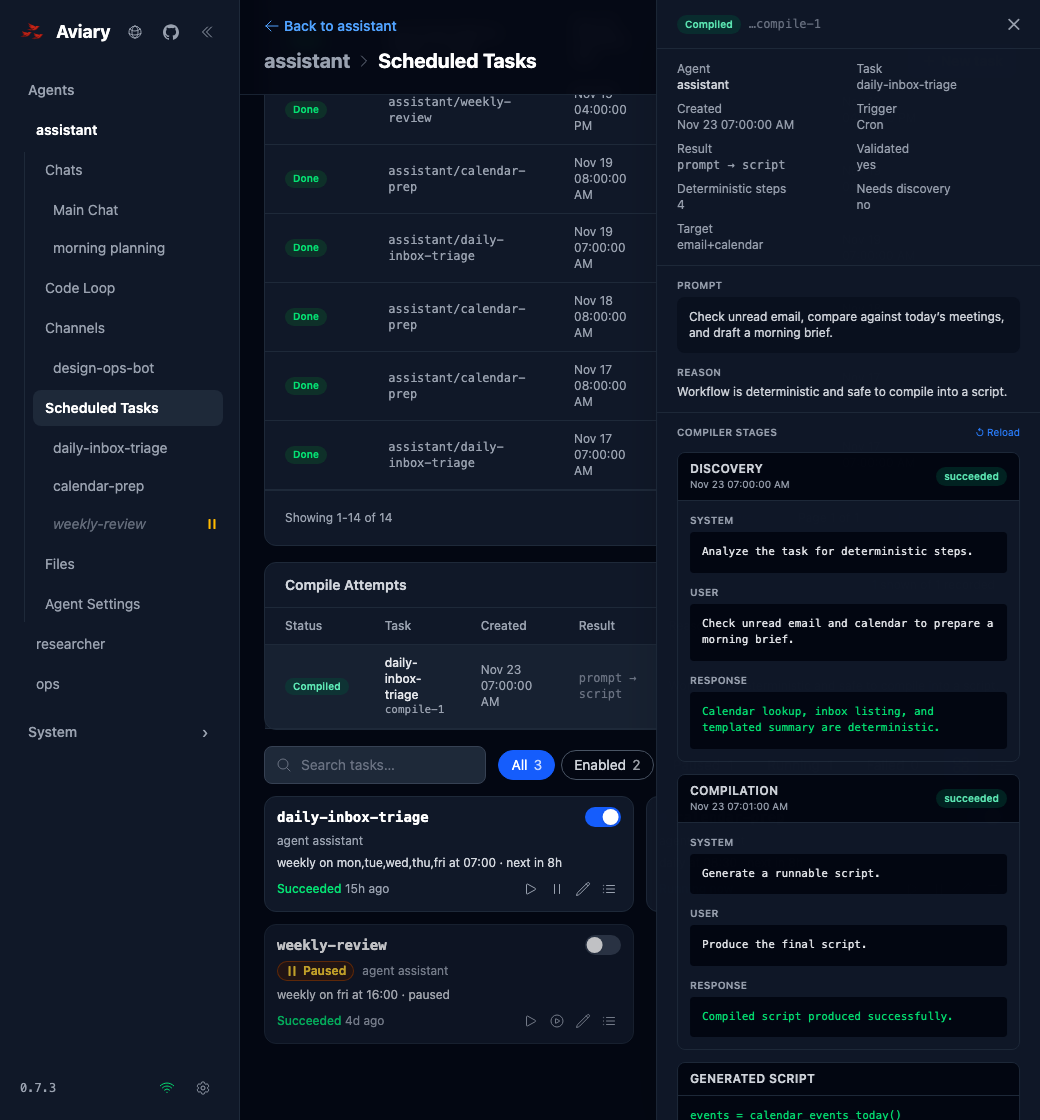 Aviary
Agents
assistant
Chats
Main Chat
morning planning
Code Loop
Channels
design-ops-bot
Scheduled Tasks
daily-inbox-triage
calendar-prep
weekly-review
Files
Agent Settings
researcher
ops
System
0.7.3
← Back to assistant
assistant > Scheduled Tasks
Done
assistant/weekly-
review
04:00:00
PM
Done
assistant/calendar-
prep
Nov 19
08:00:00
AM
Done
assistant/daily-
inbox-triage
Nov 19
07:00:00
AM
Done
assistant/calendar-
prep
Nov 18
08:00:00
AM
Done
assistant/calendar-
prep
Nov 17
08:00:00
AM
Done
assistant/daily-
inbox-triage
Nov 17
07:00:00
AM
Showing 1-14 of 14
Compile Attempts
Status Task Created Result
Compiled
daily-
inbox-
triage
compile-1
Nov 23
07:00:00
AM
prompt →
script
Search tasks...
All 3
Enabled 2
daily-inbox-triage
agent assistant
weekly on mon,tue,wed,thu,fri at 07:00 · next in 8h
Succeeded 15h ago
weekly-review
Paused agent assistant
weekly on fri at 16:00 · paused
Succeeded 4d ago
Compiled …compile-1
Agent
assistant
Task
daily-inbox-triage
Created
Nov 23 07:00:00 AM
Trigger
Cron
Result
prompt → script
Validated
yes
Deterministic steps
4
Needs discovery
no
Target
email+calendar
PROMPT
Check unread email, compare against today's meetings,
and draft a morning brief.
REASON
Workflow is deterministic and safe to compile into a script.
COMPILER STAGES
Reload
DISCOVERY
Nov 23 07:00:00 AM
succeeded
SYSTEM
Analyze the task for deterministic steps.
USER
Check unread email and calendar to prepare a
morning brief.
RESPONSE
Calendar lookup, inbox listing, and
templated summary are deterministic.
COMPILATION
Nov 23 07:01:00 AM
succeeded
SYSTEM
Generate a runnable script.
USER
Produce the final script.
RESPONSE
Compiled script produced successfully.
GENERATED SCRIPT
events = calendar_events_today()